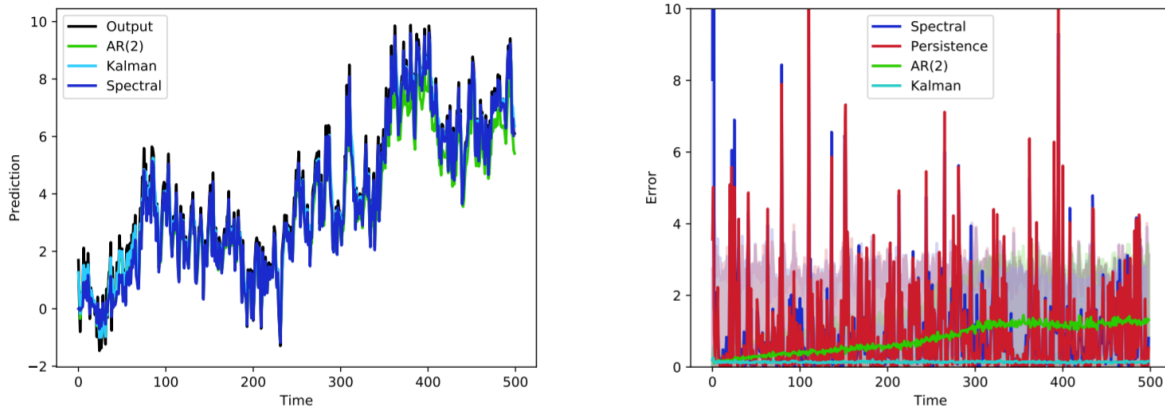 10
8
6
4
2
0
−2
Prediction
Output
AR(2)
Kalman
Spectral
0
100
200
300
400
500
Time
10
8
6
4
2
0
Error
Spectral
Persistence
AR(2)
Kalman
0
100
200
300
400
500
Time